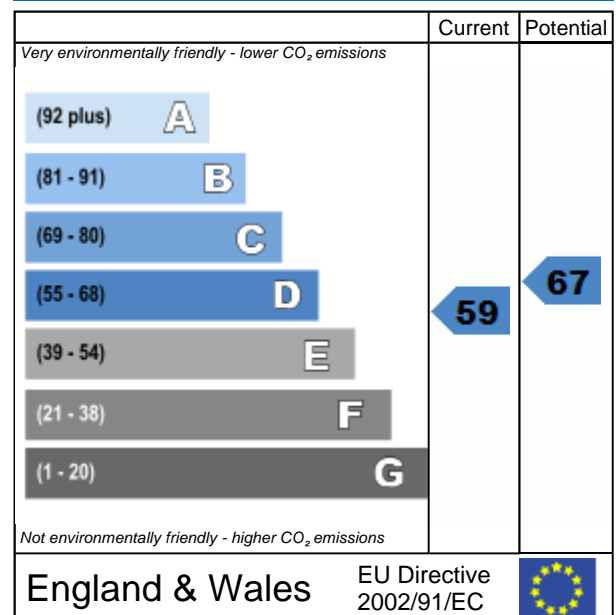 Current Potential
Very environmentally friendly - lower CO₂ emissions
(92 plus) A
(81 - 91) B
(69 - 80) C
(55 - 68) D
(39 - 54) E
(21 - 38) F
(1 - 20) G
59
67
Not environmentally friendly - higher CO₂ emissions
England & Wales
EU Directive
2002/91/EC